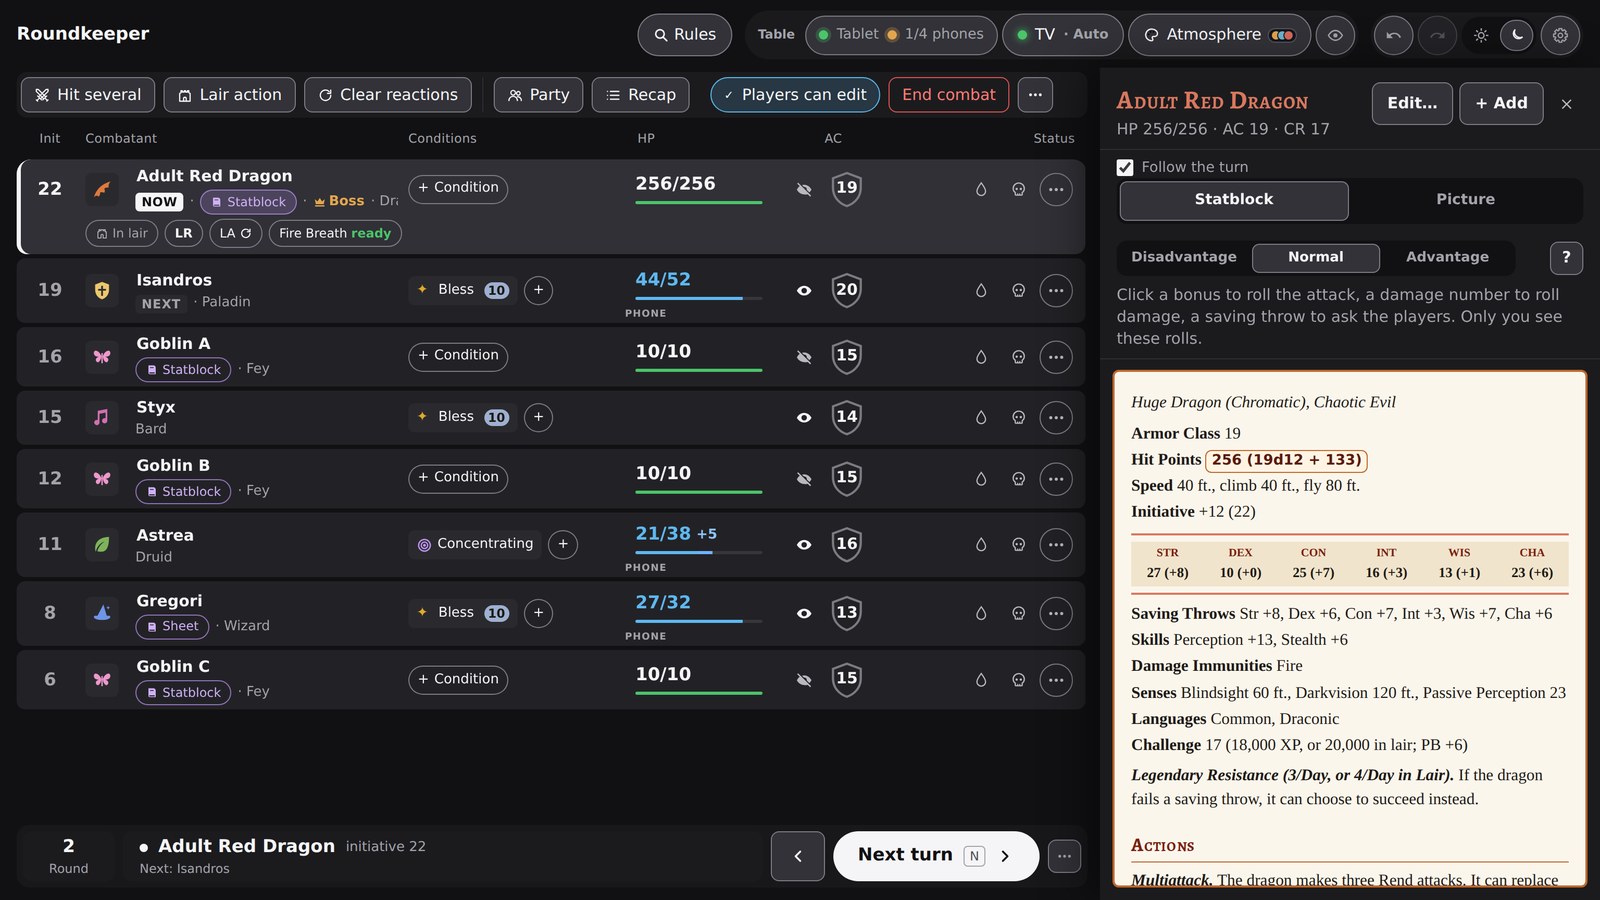 Roundkeeper
Rules
Table
Tablet 1/4 phones
TV · Auto
Atmosphere
Hit several
Lair action
Clear reactions
Party
Recap
✓ Players can edit
End combat
Init Combatant Conditions HP AC Status
22
Adult Red Dragon
NOW · Statblock · Boss
+ Condition
256/256
19
In lair
LR
LA
Fire Breath ready
19
Isandros
NEXT · Paladin
Bless 10
+
44/52
PHONE
20
16
Goblin A
Statblock · Fey
+ Condition
10/10
15
15
Styx
Bard
Bless 10
+
14
12
Goblin B
Statblock · Fey
+ Condition
10/10
15
11
Astrea
Druid
Concentrating
+
21/38 +5
PHONE
16
8
Gregori
Sheet · Wizard
Bless 10
+
27/32
PHONE
13
6
Goblin C
Statblock · Fey
+ Condition
10/10
15
2
Round
Adult Red Dragon initiative 22
Next: Isandros
Next turn N
Adult Red Dragon
HP 256/256 · AC 19 · CR 17
Edit...
+ Add
Follow the turn
Statblock Picture
Disadvantage Normal Advantage
?
Click a bonus to roll the attack, a damage number to roll
damage, a saving throw to ask the players. Only you see
these rolls.
Huge Dragon (Chromatic), Chaotic Evil
Armor Class 19
Hit Points 256 (19d12 + 133)
Speed 40 ft., climb 40 ft., fly 80 ft.
Initiative +12 (22)
STR DEX CON INT WIS CHA
27 (+8) 10 (+0) 25 (+7) 16 (+3) 13 (+1) 23 (+6)
Saving Throws Str +8, Dex +6, Con +7, Int +3, Wis +7, Cha +6
Skills Perception +13, Stealth +6
Damage Immunities Fire
Senses Blindsight 60 ft., Darkvision 120 ft., Passive Perception 23
Languages Common, Draconic
Challenge 17 (18,000 XP, or 20,000 in lair; PB +6)
Legendary Resistance (3/Day, or 4/Day in Lair). If the dragon
fails a saving throw, it can choose to succeed instead.
Actions
Multiattack. The dragon makes three Rend attacks. It can replace